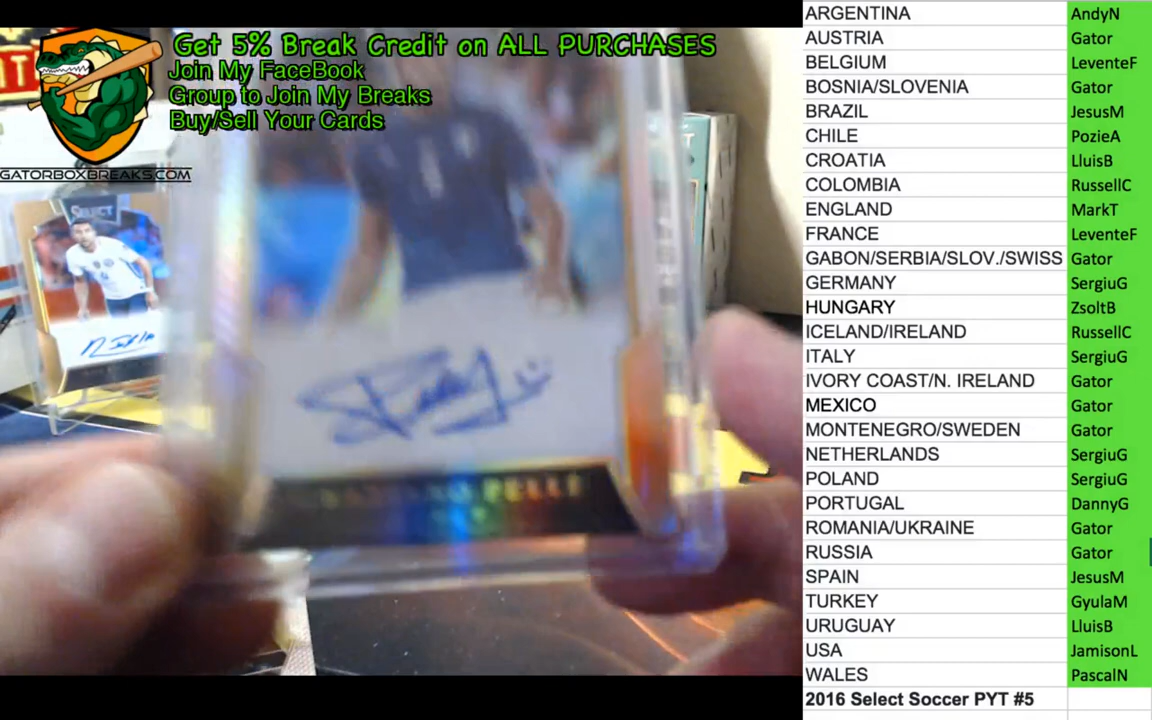 Get 5% Break Credit on ALL PURCHASES
Join My FaceBook
Group to Join My Breaks
Buy/Sell Your Cards
GATORBOXBREAKS.COM
SELECT
PELLE
ARGENTINA AndyN
AUSTRIA Gator
BELGIUM LeventeF
BOSNIA/SLOVENIA Gator
BRAZIL JesusM
CHILE PozieA
CROATIA LluisB
COLOMBIA RussellC
ENGLAND MarkT
FRANCE LeventeF
GABON/SERBIA/SLOV./SWISS Gator
GERMANY SergiuG
HUNGARY ZsoltB
ICELAND/IRELAND RussellC
ITALY SergiuG
IVORY COAST/N. IRELAND Gator
MEXICO Gator
MONTENEGRO/SWEDEN Gator
NETHERLANDS SergiuG
POLAND SergiuG
PORTUGAL DannyG
ROMANIA/UKRAINE Gator
RUSSIA Gator
SPAIN JesusM
TURKEY GyulaM
URUGUAY LluisB
USA JamisonL
WALES PascalN
2016 Select Soccer PYT #5